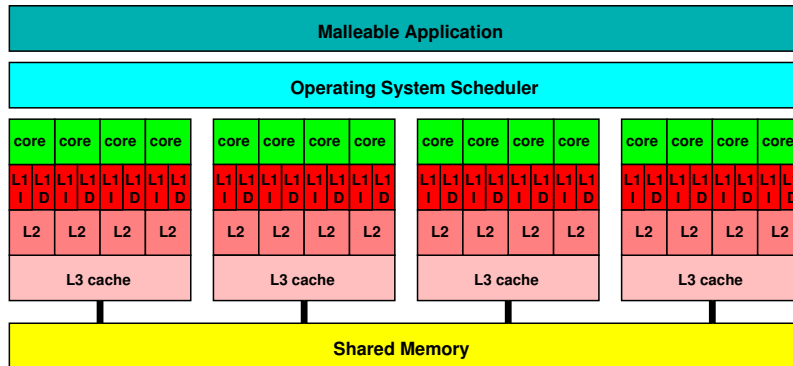 Malleable Application
Operating System Scheduler
core core core core core core core core core core core core core core core core
L1 L1 L1 L1 L1 L1 L1 L1 L1 L1 L1 L1 L1 L1 L1 L1 L1 L1 L1 L1 L1 L1 L1 L1 L1 L1 L1 L1 L1 L1 L1 L1
I D I D I D I D I D I D I D I D I D I D I D I D I D I D I D I D
L2 L2 L2 L2 L2 L2 L2 L2 L2 L2 L2 L2 L2 L2 L2 L2
L3 cache L3 cache L3 cache L3 cache
Shared Memory